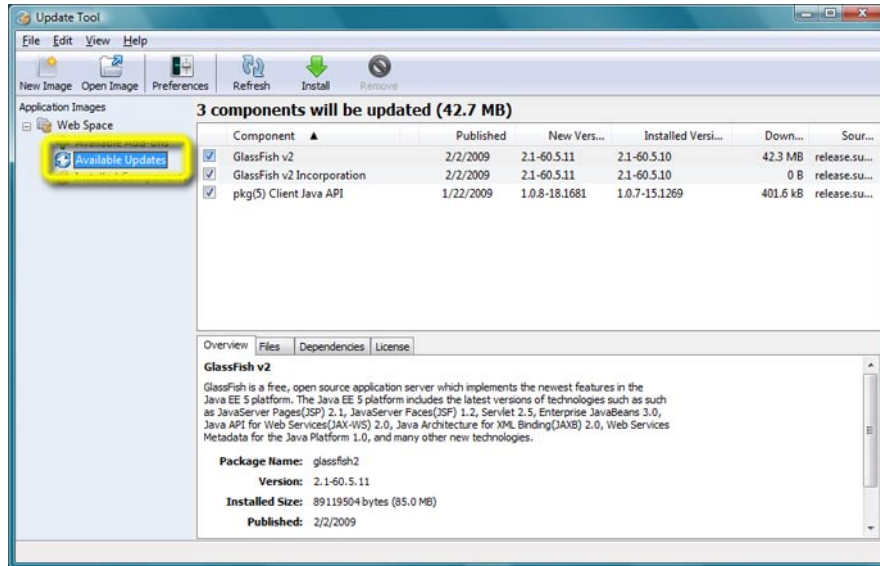 Update Tool
File Edit View Help
New Image Open Image Preferences Refresh Install Remove
Application Images
3 components will be updated (42.7 MB)
Web Space
Available Add-ons
Available Updates
Component ▲ Published New Vers... Installed Versi... Down... Sour...
GlassFish v2 2/2/2009 2.1-60.5.11 2.1-60.5.10 42.3 MB release.su...
GlassFish v2 Incorporation 2/2/2009 2.1-60.5.11 2.1-60.5.10 0 B release.su...
pkg(5) Client Java API 1/22/2009 1.0.8-18.1681 1.0.7-15.1269 401.6 kB release.su...
Overview Files Dependencies License
GlassFish v2
GlassFish is a free, open source application server which implements the newest features in the
Java EE 5 platform. The Java EE 5 platform includes the latest versions of technologies such as such
as JavaServer Pages(JSP) 2.1, JavaServer Faces(JSF) 1.2, Servlet 2.5, Enterprise JavaBeans 3.0,
Java API for Web Services(JAX-WS) 2.0, Java Architecture for XML Binding(JAXB) 2.0, Web Services
Metadata for the Java Platform 1.0, and many other new technologies.
Package Name: glassfish2
Version: 2.1-60.5.11
Installed Size: 89119504 bytes (85.0 MB)
Published: 2/2/2009